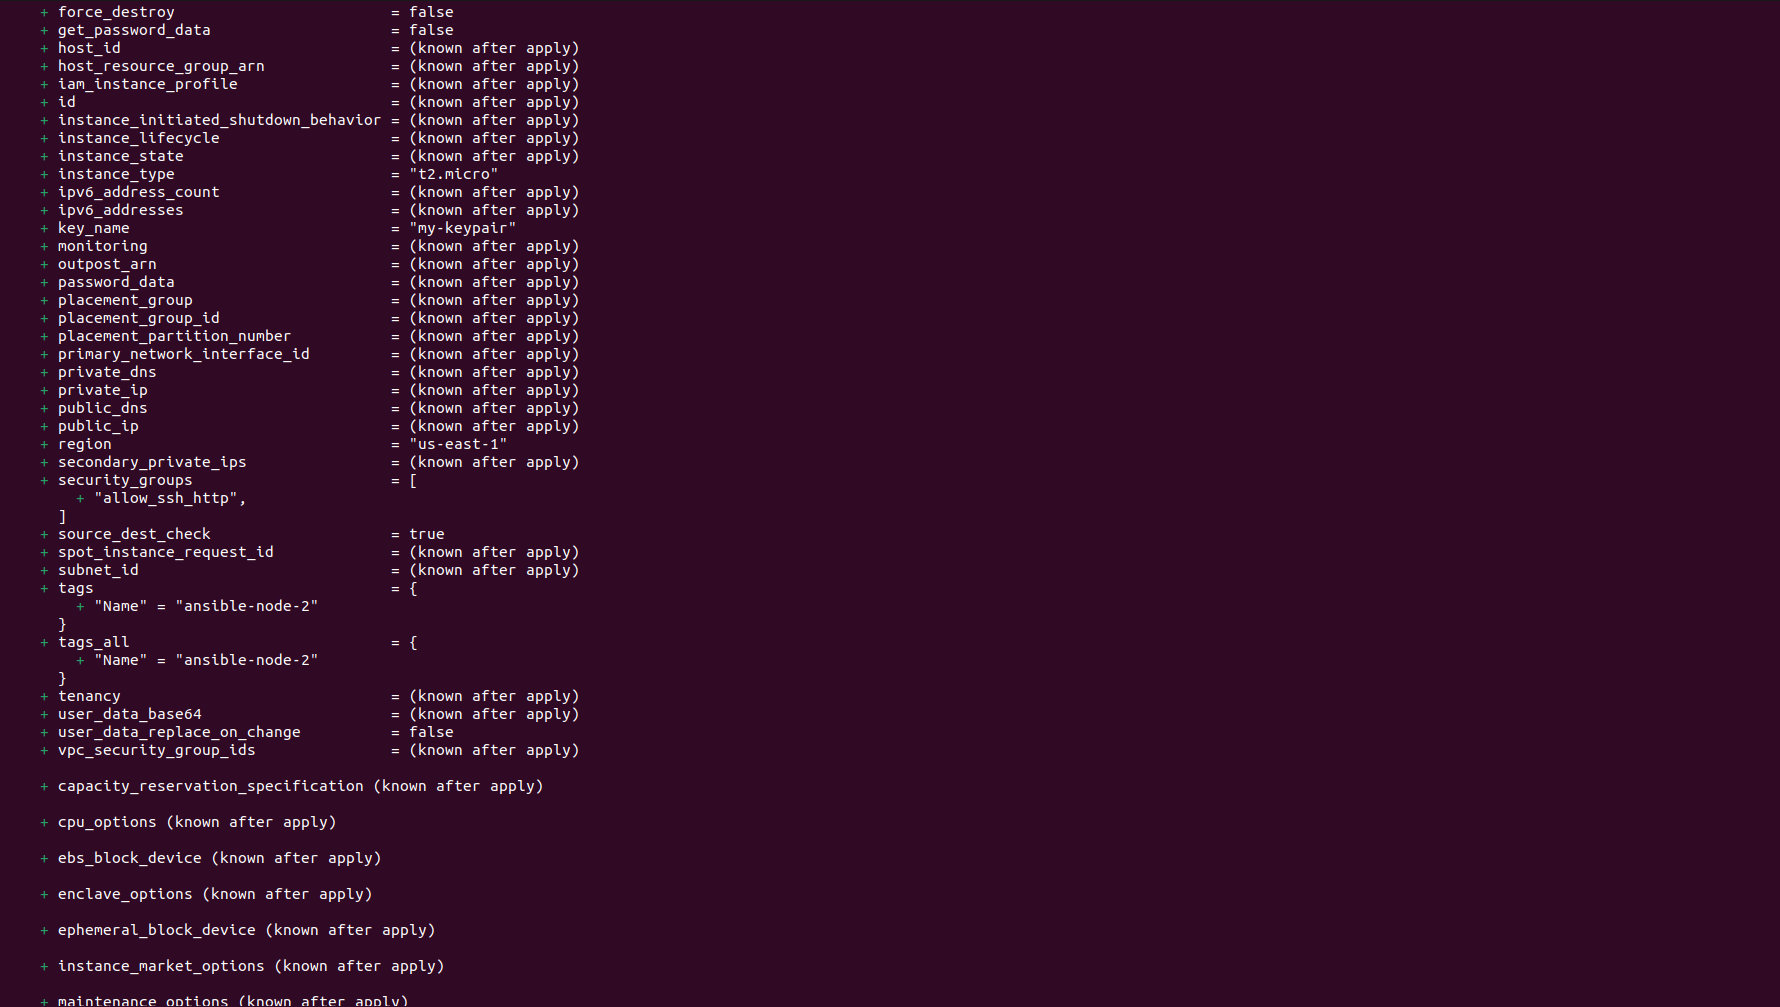 + force_destroy                        = false
+ get_password_data                    = false
+ host_id                              = (known after apply)
+ host_resource_group_arn              = (known after apply)
+ iam_instance_profile                 = (known after apply)
+ id                                   = (known after apply)
+ instance_initiated_shutdown_behavior = (known after apply)
+ instance_lifecycle                   = (known after apply)
+ instance_state                       = (known after apply)
+ instance_type                        = "t2.micro"
+ ipv6_address_count                   = (known after apply)
+ ipv6_addresses                       = (known after apply)
+ key_name                             = "my-keypair"
+ monitoring                           = (known after apply)
+ outpost_arn                          = (known after apply)
+ password_data                        = (known after apply)
+ placement_group                      = (known after apply)
+ placement_group_id                   = (known after apply)
+ placement_partition_number           = (known after apply)
+ primary_network_interface_id         = (known after apply)
+ private_dns                          = (known after apply)
+ private_ip                           = (known after apply)
+ public_dns                           = (known after apply)
+ public_ip                            = (known after apply)
+ region                               = "us-east-1"
+ secondary_private_ips                = (known after apply)
+ security_groups                      = [
    + "allow_ssh_http",
  ]
+ source_dest_check                    = true
+ spot_instance_request_id             = (known after apply)
+ subnet_id                            = (known after apply)
+ tags                                 = {
    + "Name" = "ansible-node-2"
  }
+ tags_all                             = {
    + "Name" = "ansible-node-2"
  }
+ tenancy                              = (known after apply)
+ user_data_base64                     = (known after apply)
+ user_data_replace_on_change          = false
+ vpc_security_group_ids               = (known after apply)
+ capacity_reservation_specification (known after apply)
+ cpu_options (known after apply)
+ ebs_block_device (known after apply)
+ enclave_options (known after apply)
+ ephemeral_block_device (known after apply)
+ instance_market_options (known after apply)
+ maintenance_options (known after apply)